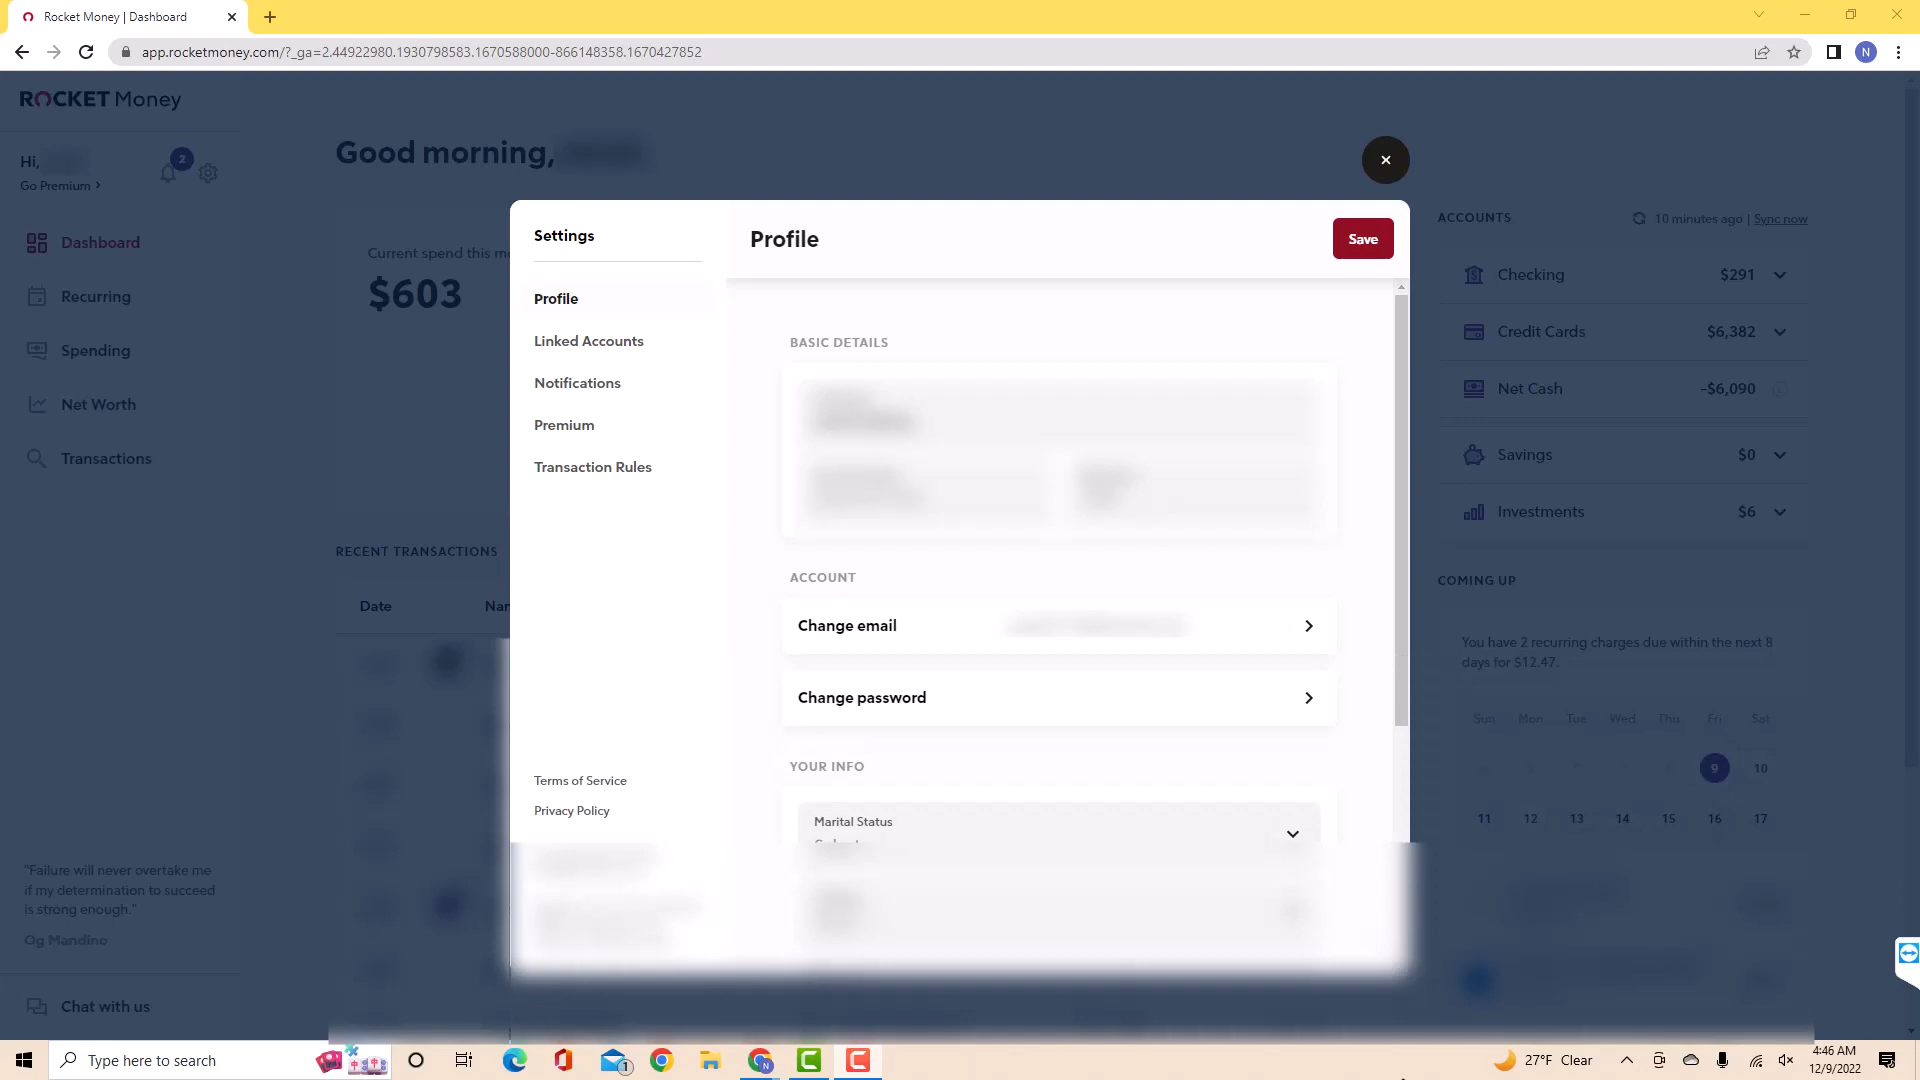 Rocket Money | Dashboard
app.rocketmoney.com/?_ga=2.44922980.1930798583.1670588000-866148358.1670427852
N
ROCKET Money
Hi,
2
Go Premium >
Dashboard
Recurring
Spending
Net Worth
Transactions
"Failure will never overtake me
if my determination to succeed
is strong enough."
Og Mandino
Chat with us
Good morning,
Current spend this m
$603
RECENT TRANSACTIONS
Date
Nar
Settings
Profile
Linked Accounts
Notifications
Premium
Transaction Rules
Terms of Service
Privacy Policy
Profile
Save
BASIC DETAILS
ACCOUNT
Change email
Change password
YOUR INFO
Marital Status
ACCOUNTS
10 minutes ago | Sync now
Checking $291
Credit Cards $6,382
Net Cash -$6,090
Savings $0
Investments $6
COMING UP
You have 2 recurring charges due within the next 8
days for $12.47.
Sun Mon Tue Wed Thu Fri Sat
9 10
11 12 13 14 15 16 17
Type here to search
1
N
27°F Clear
4:46 AM
12/9/2022